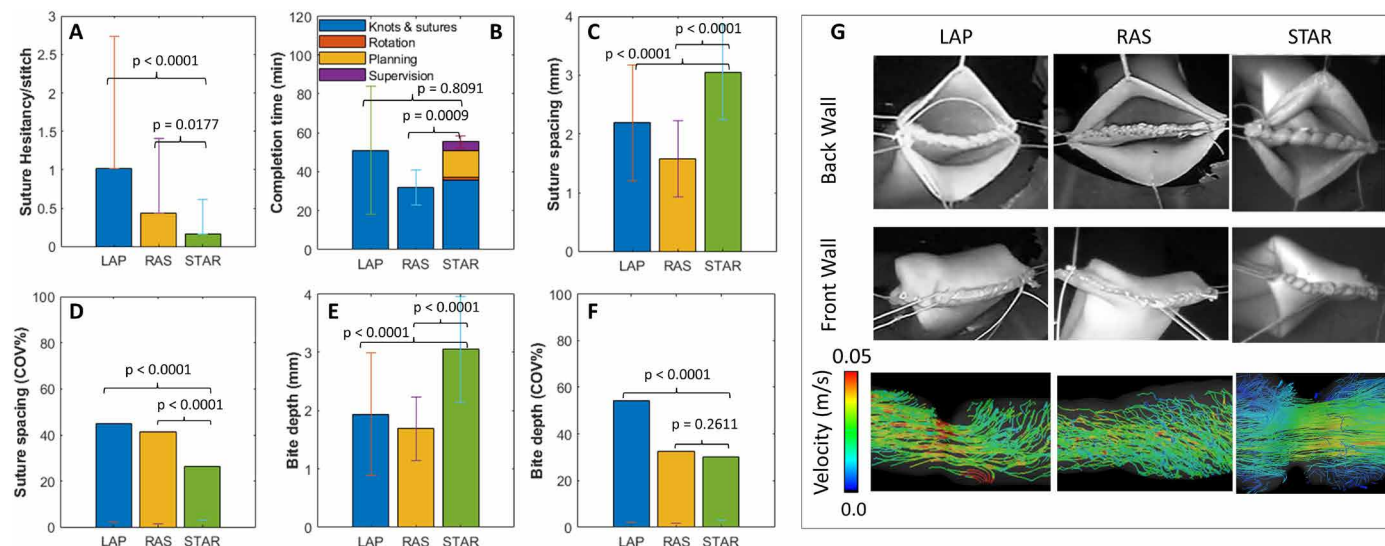 A
Suture Hesitancy/stitch
3
2.5
2
1.5
1
0.5
0
p < 0.0001
p = 0.0177
LAP RAS STAR
B
Completion time (min)
120
100
80
60
40
20
0
Knots & sutures
Rotation
Planning
Supervision
p = 0.8091
p = 0.0009
LAP RAS STAR
C
Suture spacing (mm)
4
3
2
1
0
p < 0.0001
p < 0.0001
LAP RAS STAR
D
Suture spacing (COV%)
100
80
60
40
20
0
p < 0.0001
p < 0.0001
LAP RAS STAR
E
Bite depth (mm)
4
3
2
1
0
p < 0.0001
p < 0.0001
LAP RAS STAR
F
Bite depth (COV%)
100
80
60
40
20
0
p < 0.0001
p = 0.2611
LAP RAS STAR
G
LAP RAS STAR
Back Wall
Front Wall
0.05
Velocity (m/s)
0.0